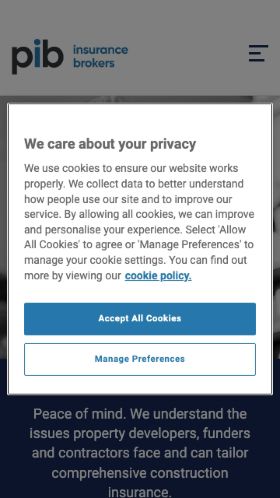 pib insurance
brokers
We care about your privacy
We use cookies to ensure our website works
properly. We collect data to better understand
how people use our site and to improve our
service. By allowing all cookies, we can improve
and personalise your experience. Select 'Allow
All Cookies' to agree or 'Manage Preferences' to
manage your cookie settings. You can find out
more by viewing our cookie policy.
Accept All Cookies
Manage Preferences
Peace of mind. We understand the
issues property developers, funders
and contractors face and can tailor
comprehensive construction
insurance.